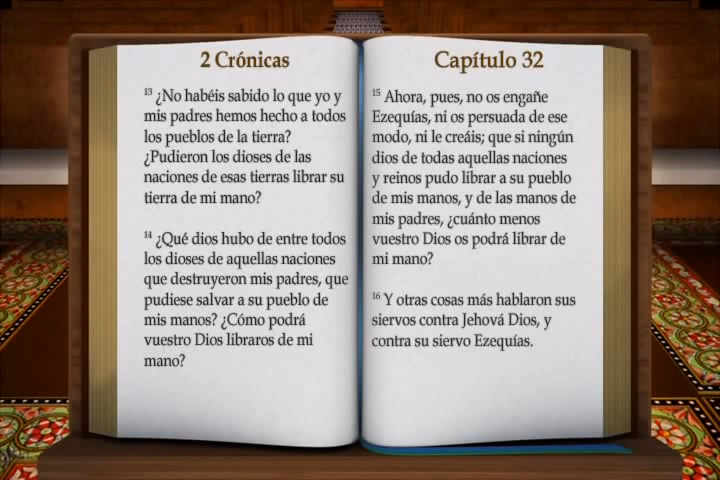 2 Crónicas
13 ¿No habéis sabido lo que yo y
mis padres hemos hecho a todos
los pueblos de la tierra?
¿Pudieron los dioses de las
naciones de esas tierras librar su
tierra de mi mano?
14 ¿Qué dios hubo de entre todos
los dioses de aquellas naciones
que destruyeron mis padres, que
pudiese salvar a su pueblo de
mis manos? ¿Cómo podrá
vuestro Dios libraros de mi
mano?
Capítulo 32
15 Ahora, pues, no os engañe
Ezequías, ni os persuada de ese
modo, ni le creáis; que si ningún
dios de todas aquellas naciones
y reinos pudo librar a su pueblo
de mis manos, y de las manos de
mis padres, ¿cuánto menos
vuestro Dios os podrá librar de
mi mano?
16 Y otras cosas más hablaron sus
siervos contra Jehová Dios, y
contra su siervo Ezequías.